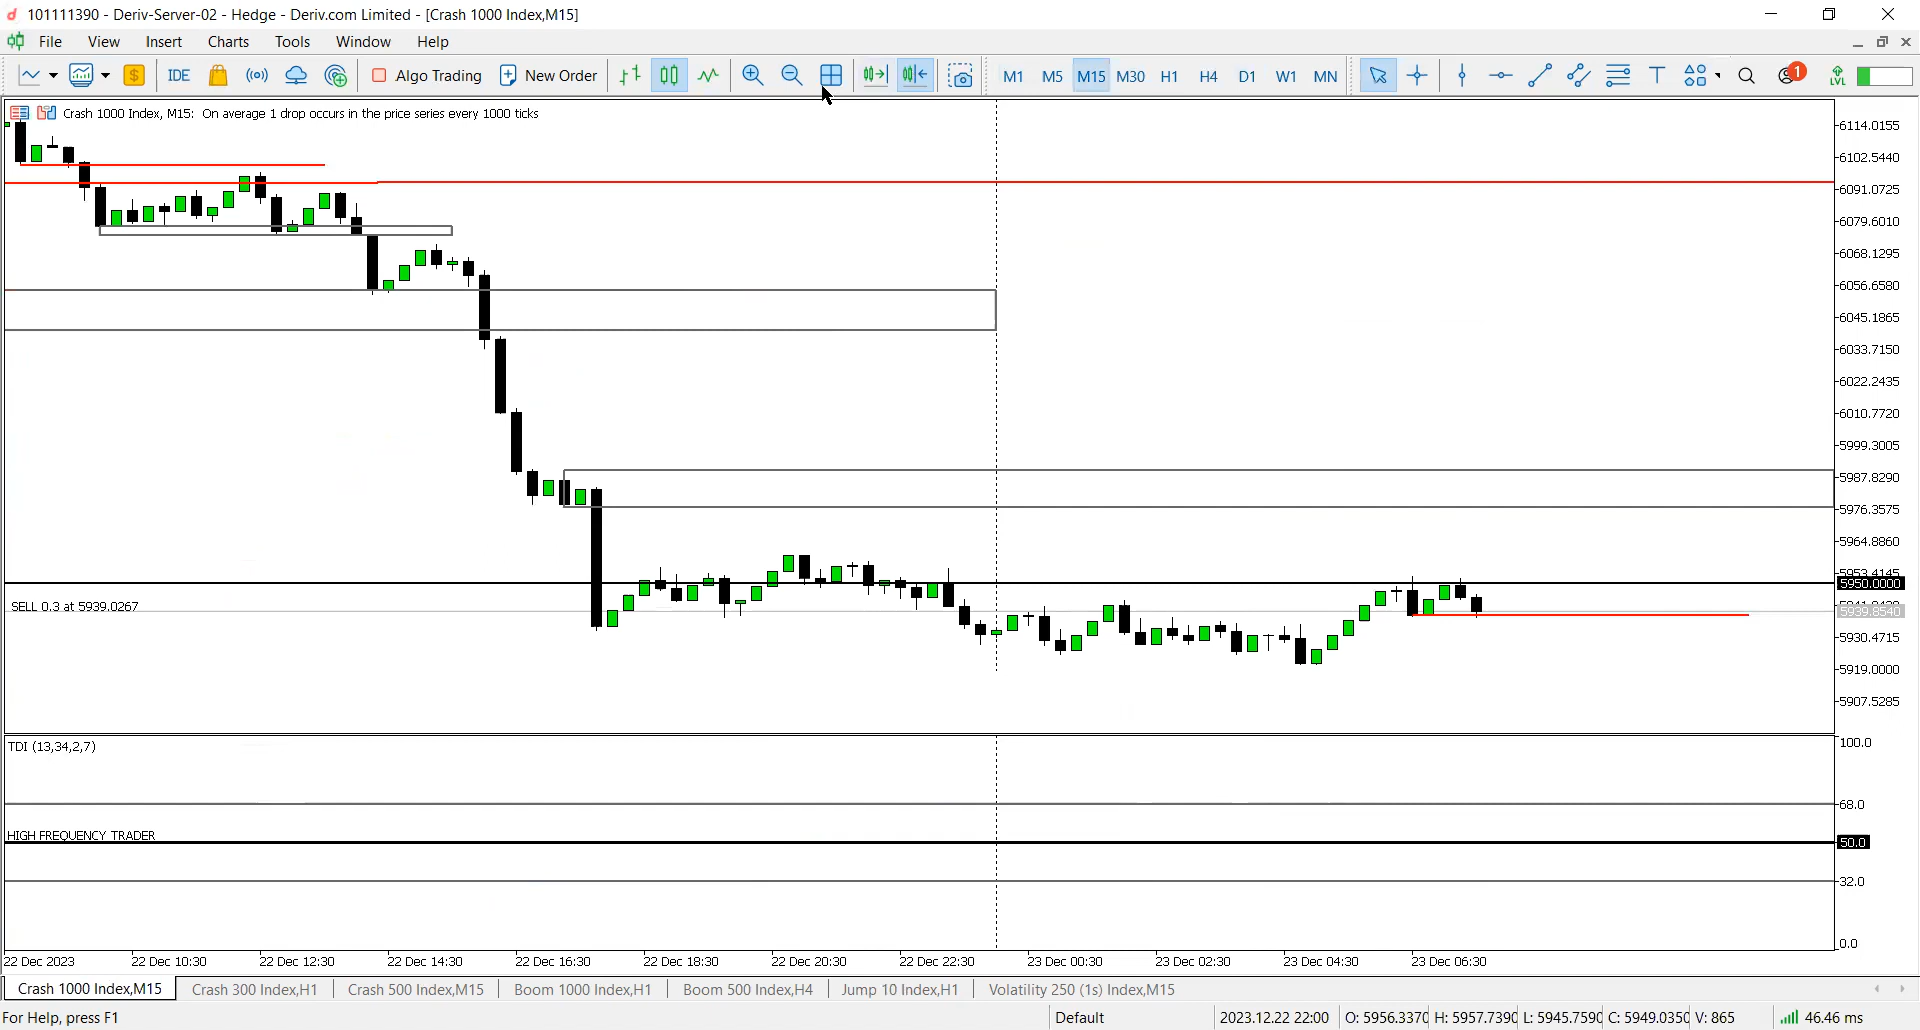 101111390 - Deriv-Server-02 - Hedge - Deriv.com Limited - [Crash 1000 Index,M15]
File View Insert Charts Tools Window Help
IDE Algo Trading New Order M1 M5 M15 M30 H1 H4 D1 W1 MN 1 LVL
Crash 1000 Index, M15: On average 1 drop occurs in the price series every 1000 ticks
6114.0155
6102.5440
6091.0725
6079.6010
6068.1295
6056.6580
6045.1865
6033.7150
6022.2435
6010.7720
5999.3005
5987.8290
5976.3575
5964.8860
5953.4145
5950.0000
SELL 0.3 at 5939.0267
5939.8540
5930.4715
5919.0000
5907.5285
TDI (13,34,2,7)
100.0
68.0
HIGH FREQUENCY TRADER
50.0
32.0
0.0
22 Dec 2023 22 Dec 10:30 22 Dec 12:30 22 Dec 14:30 22 Dec 16:30 22 Dec 18:30 22 Dec 20:30 22 Dec 22:30 23 Dec 00:30 23 Dec 02:30 23 Dec 04:30 23 Dec 06:30
Crash 1000 Index,M15 Crash 300 Index,H1 Crash 500 Index,M15 Boom 1000 Index,H1 Boom 500 Index,H4 Jump 10 Index,H1 Volatility 250 (1s) Index,M15
For Help, press F1 Default 2023.12.22 22:00 O: 5956.3370 H: 5957.7390 L: 5945.7590 C: 5949.0350 V: 865 46.46 ms